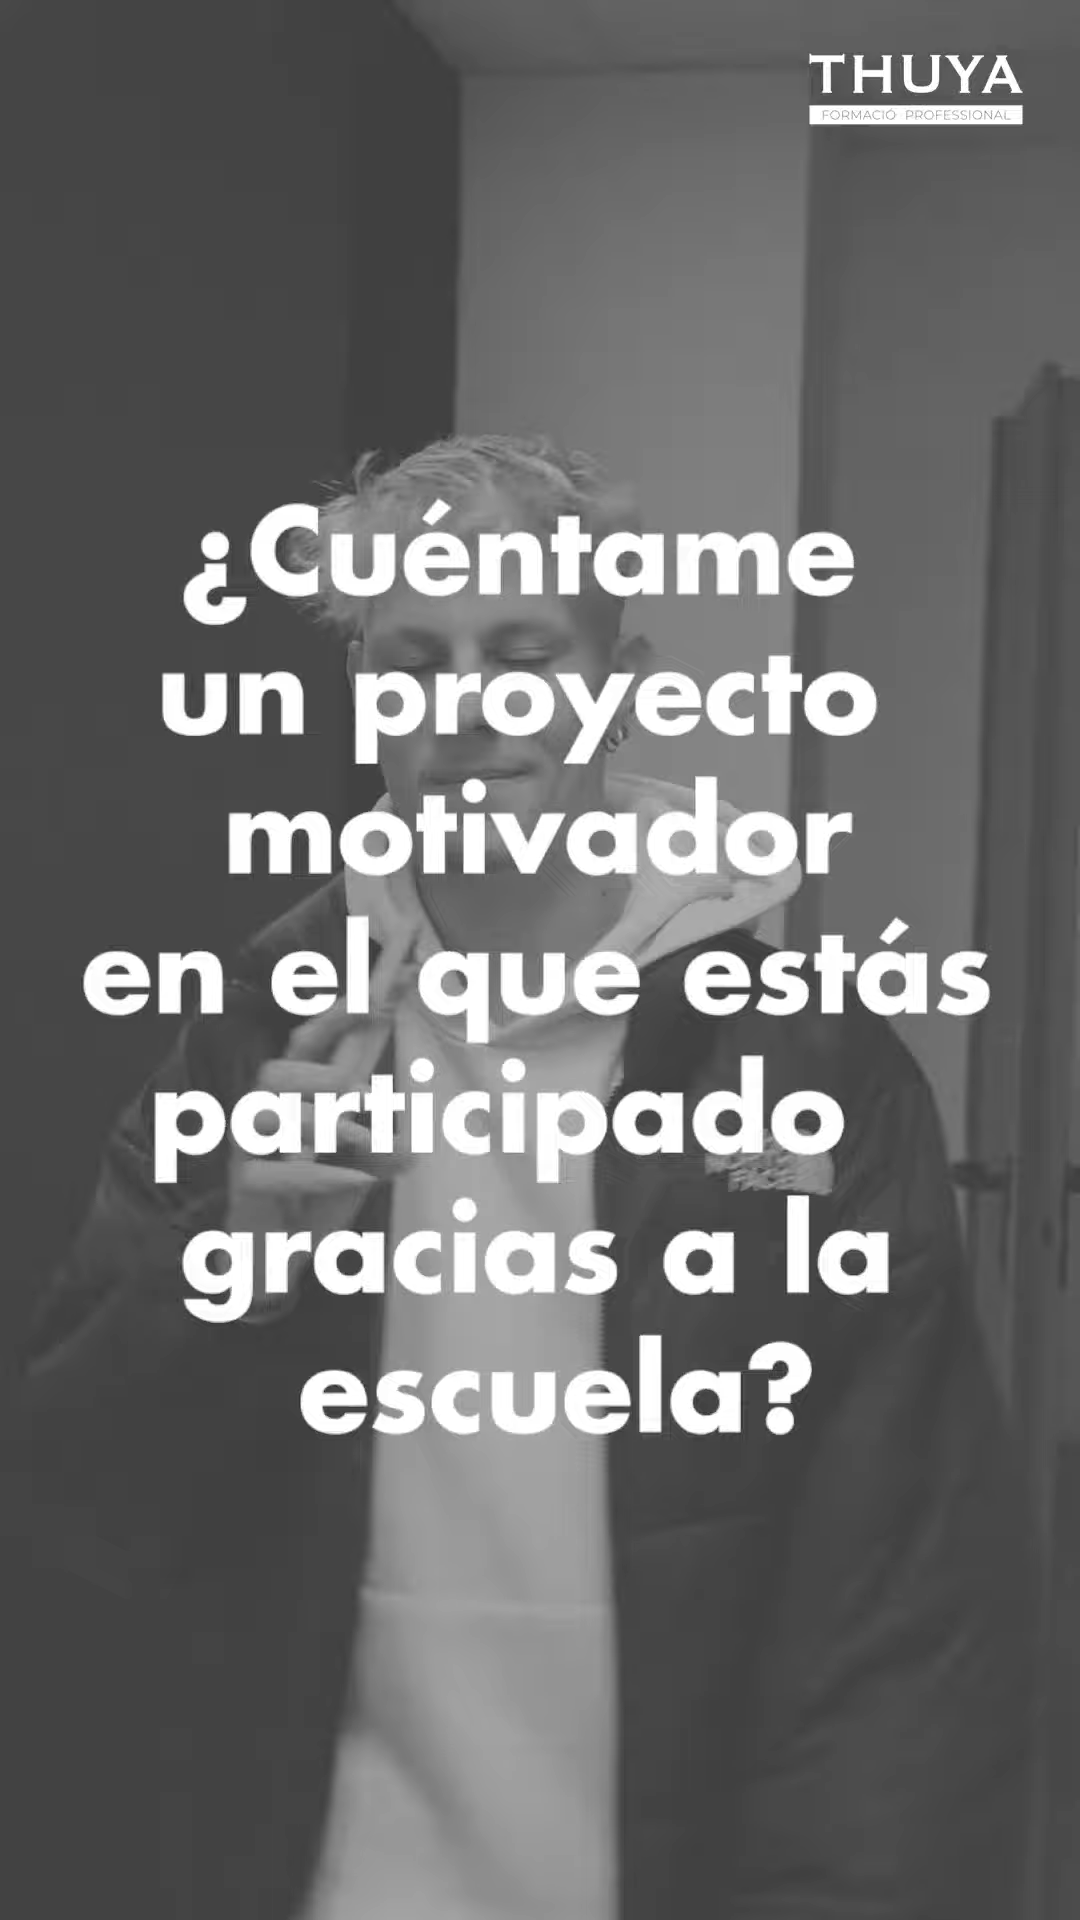 THUYA
FORMACIÓ PROFESSIONAL
¿Cuéntame
un proyecto
motivador
en el que estás
participado
gracias a la
escuela?